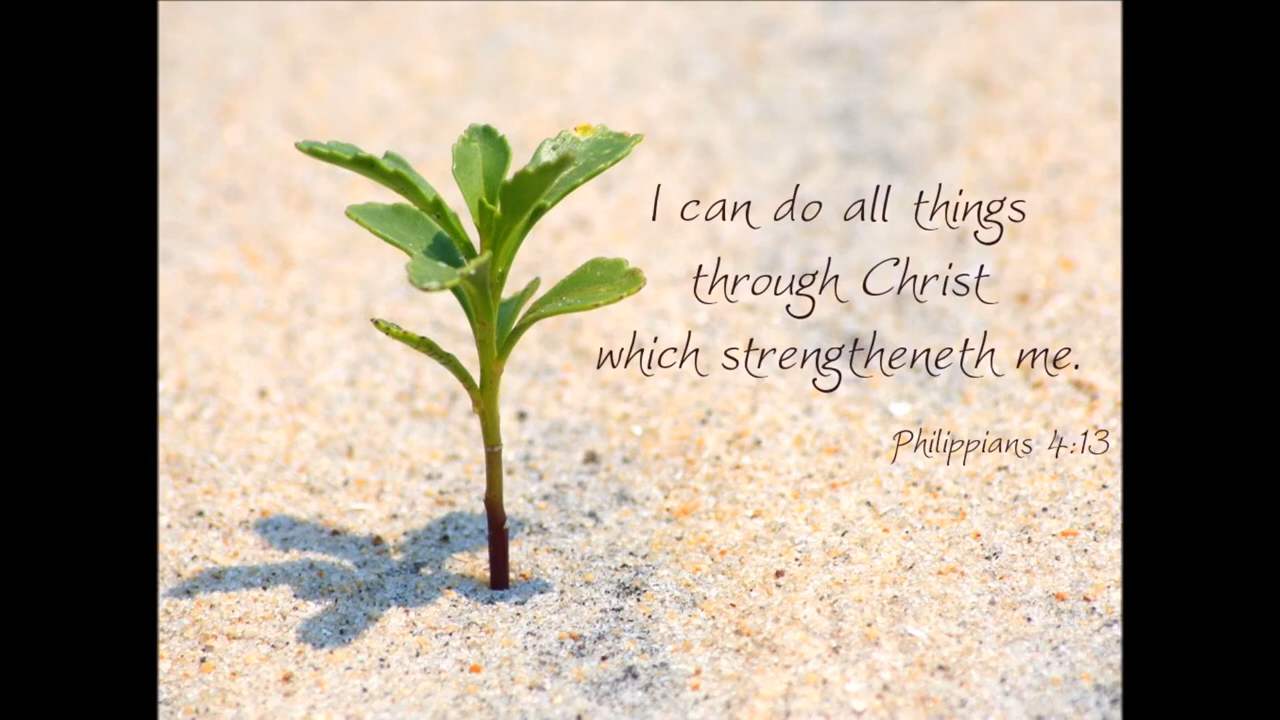 I can do all things
through Christ
which strengtheneth me.
Philippians 4:13